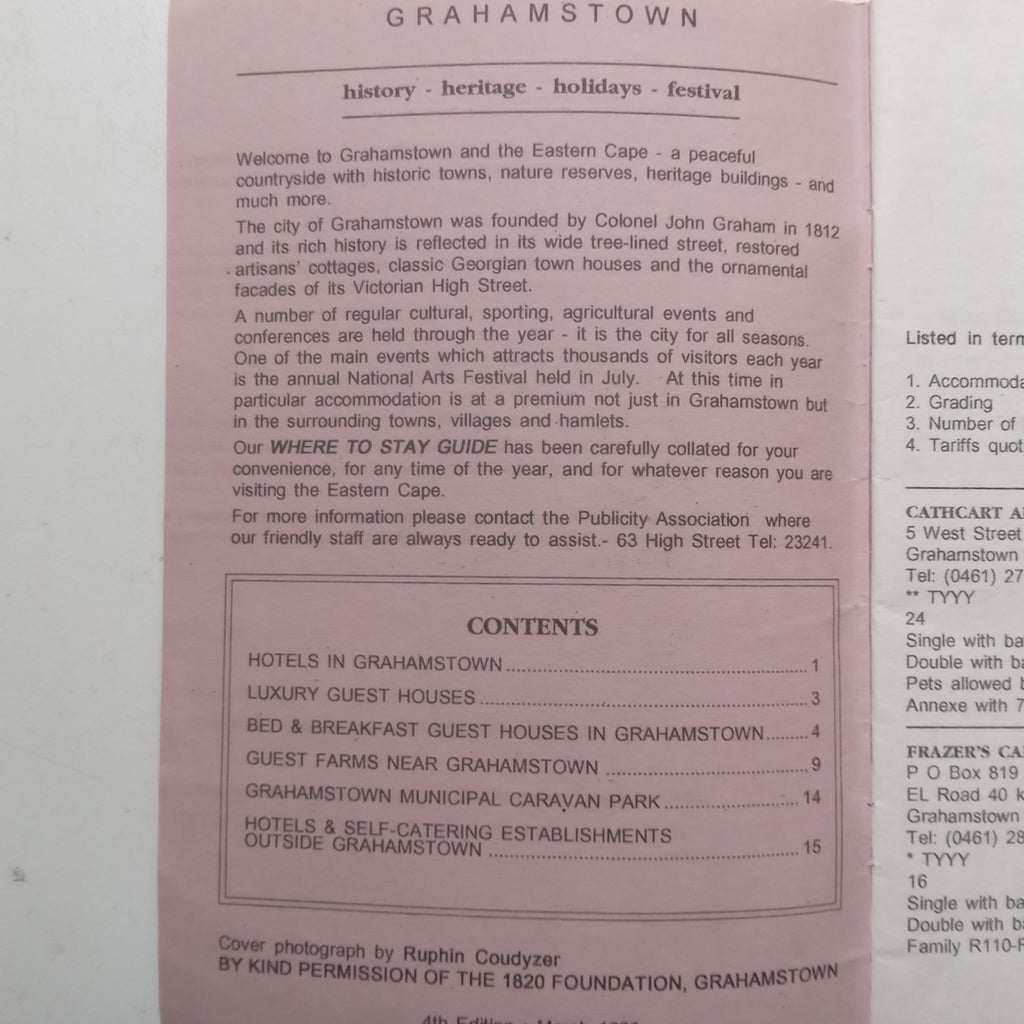 GRAHAMSTOWN
history - heritage - holidays - festival
Welcome to Grahamstown and the Eastern Cape - a peaceful
countryside with historic towns, nature reserves, heritage buildings - and
much more.
The city of Grahamstown was founded by Colonel John Graham in 1812
and its rich history is reflected in its wide tree-lined street, restored
artisans' cottages, classic Georgian town houses and the ornamental
facades of its Victorian High Street.
A number of regular cultural, sporting, agricultural events and
conferences are held through the year - it is the city for all seasons.
One of the main events which attracts thousands of visitors each year
is the annual National Arts Festival held in July. At this time in
particular accommodation is at a premium not just in Grahamstown but
in the surrounding towns, villages and hamlets.
Our WHERE TO STAY GUIDE has been carefully collated for your
convenience, for any time of the year, and for whatever reason you are
visiting the Eastern Cape.
For more information please contact the Publicity Association where
our friendly staff are always ready to assist.- 63 High Street Tel: 23241.
CONTENTS
HOTELS IN GRAHAMSTOWN 1
LUXURY GUEST HOUSES 3
BED & BREAKFAST GUEST HOUSES IN GRAHAMSTOWN 4
GUEST FARMS NEAR GRAHAMSTOWN 9
GRAHAMSTOWN MUNICIPAL CARAVAN PARK 14
HOTELS & SELF-CATERING ESTABLISHMENTS
OUTSIDE GRAHAMSTOWN 15
Cover photograph by Ruphin Coudyzer
BY KIND PERMISSION OF THE 1820 FOUNDATION, GRAHAMSTOWN
4th Edition
Listed in
1.
2. Grading
3. Number of
4. Tariffs
CATHCART
5 West Street
Grahamstown
Tel: (0461) 27
** TYYY
24
Single with
Double with
Pets allowed
Annexe with 7
FRAZER'S
P O Box 819
EL Road 40
Grahamstown
Tel: (0461) 28
* TYYY
16
Single with
Double with
Family R110-